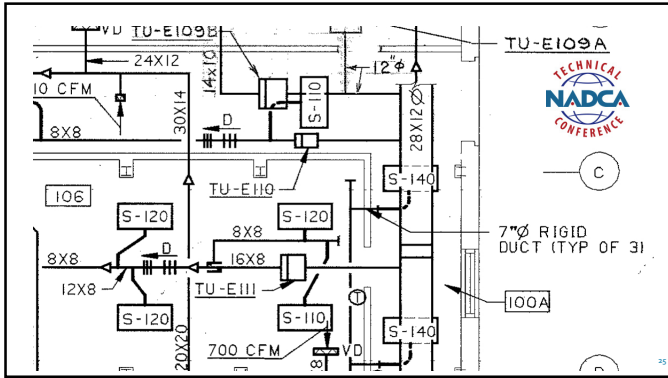 VD
TU-E109B
TU-E109A
24X12
12"Ø
14X10
10 CFM
S-110
30X14
D
28X12Ø
8X8
TECHNICAL
NADCA
CONFERENCE
TU-E110
S-140
C
106
S-120
S-120
7"Ø RIGID
DUCT (TYP OF 3)
8X8
D
8X8
16X8
12X8
TU-E111
T
100A
S-120
S-110
S-140
20X20
700 CFM
VD
8
25